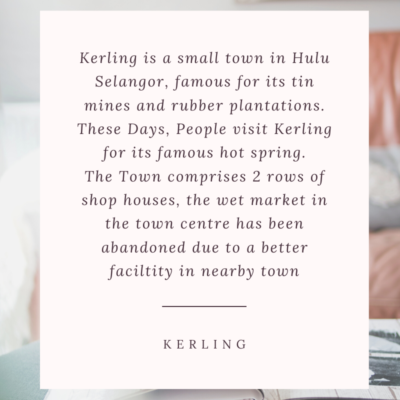 Kerling is a small town in Hulu
Selangor, famous for its tin
mines and rubber plantations.
These Days, People visit Kerling
for its famous hot spring.
The Town comprises 2 rows of
shop houses, the wet market in
the town centre has been
abandoned due to a better
faciltity in nearby town
KERLING